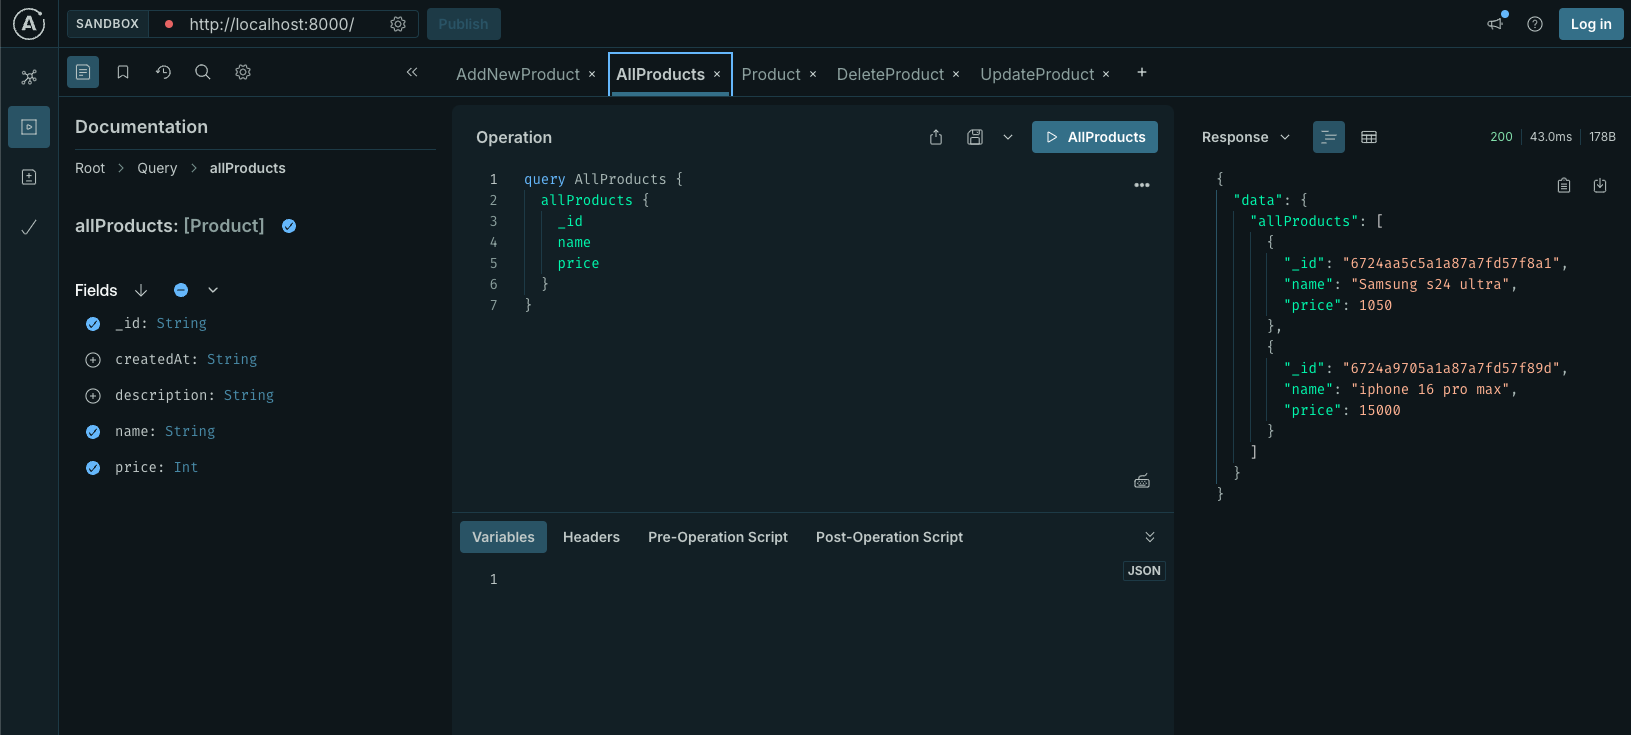 SANDBOX http://localhost:8000/ Publish Log in
AddNewProduct × AllProducts × Product × DeleteProduct × UpdateProduct × +
Documentation
Root > Query > allProducts
allProducts: [Product]
Fields
_id: String
createdAt: String
description: String
name: String
price: Int
Operation
AllProducts
1 query AllProducts {
2 allProducts {
3 _id
4 name
5 price
6 }
7 }
Variables Headers Pre-Operation Script Post-Operation Script
JSON
1
Response 200 43.0ms 178B
{
"data": {
"allProducts": [
{
"_id": "6724aa5c5a1a87a7fd57f8a1",
"name": "Samsung s24 ultra",
"price": 1050
},
{
"_id": "6724a9705a1a87a7fd57f89d",
"name": "iphone 16 pro max",
"price": 15000
}
]
}
}